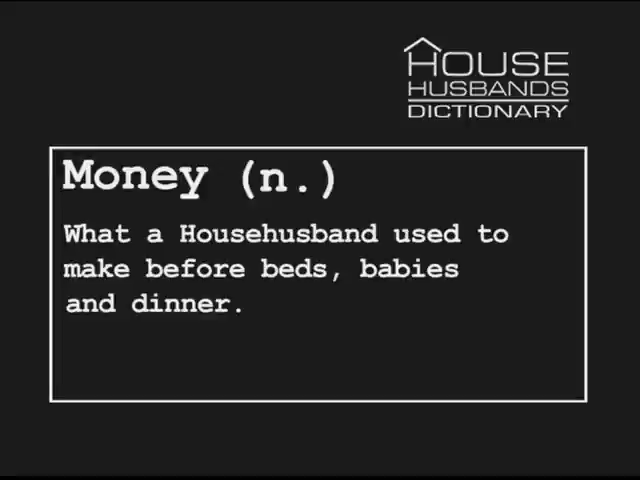 HOUSE
HUSBANDS
DICTIONARY
Money (n.)
What a Househusband used to
make before beds, babies
and dinner.